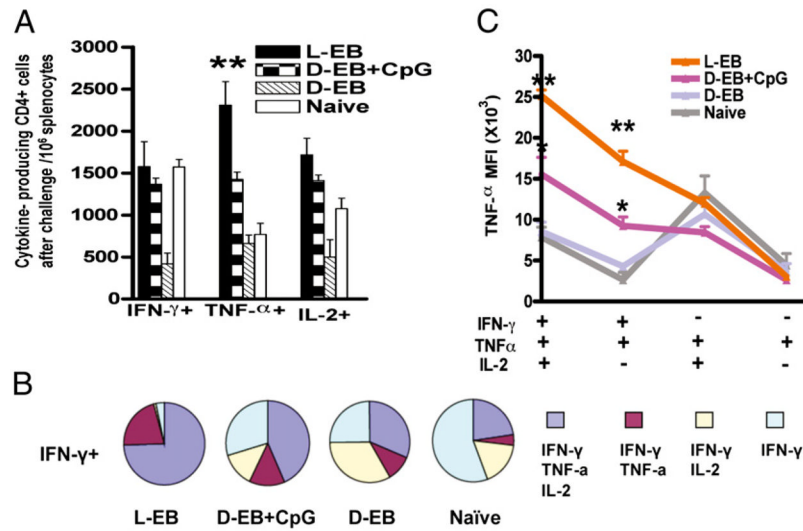 A
Cytokine- producing CD4+ cells
after challenge /10⁶ splenocytes
3000
2500
2000
1500
1000
500
0
**
L-EB
D-EB+CpG
D-EB
Naive
IFN-γ+ TNF-α+ IL-2+
C
TNF-α MFI (X10³)
30
25
20
15
10
5
0
**
*
**
*
L-EB
D-EB+CpG
D-EB
Naive
IFN-γ + + - -
TNFα + + + +
IL-2 + - + -
B
IFN-γ+
L-EB D-EB+CpG D-EB Naïve
IFN-γ IFN-γ IFN-γ IFN-γ
TNF-a TNF-a IL-2
IL-2